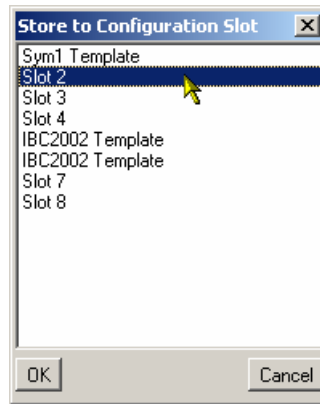 Store to Configuration Slot
Sym1 Template
Slot 2
Slot 3
Slot 4
IBC2002 Template
IBC2002 Template
Slot 7
Slot 8
OK Cancel